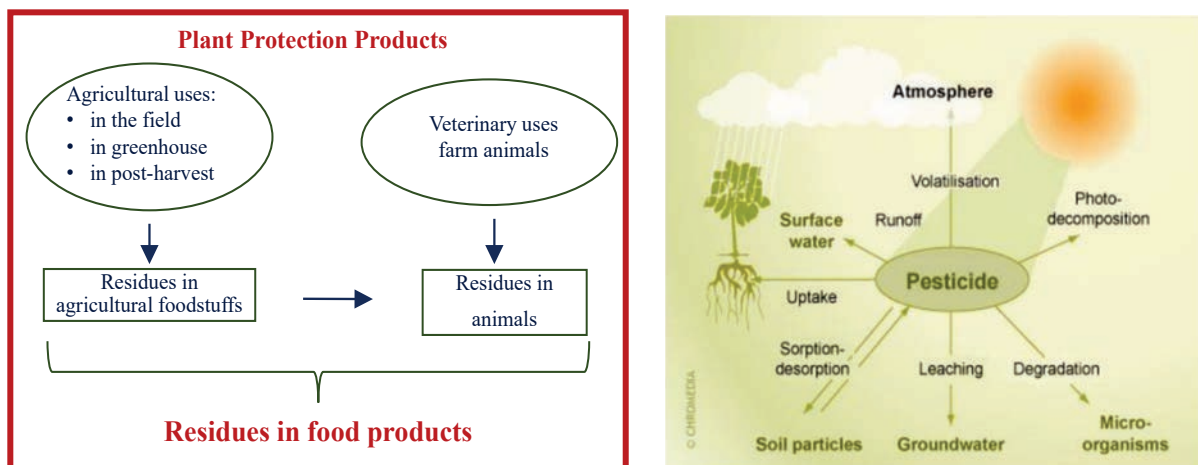 Plant Protection Products
Agricultural uses:
• in the field
• in greenhouse
• in post-harvest
Veterinary uses
farm animals
Residues in
agricultural foodstuffs
Residues in
animals
Residues in food products
Atmosphere
Volatilisation
Photo-
decomposition
Runoff
Surface
water
Pesticide
Uptake
Sorption-
desorption
Leaching
Degradation
Soil particles
Groundwater
Micro-
organisms
© CHROMEDIA